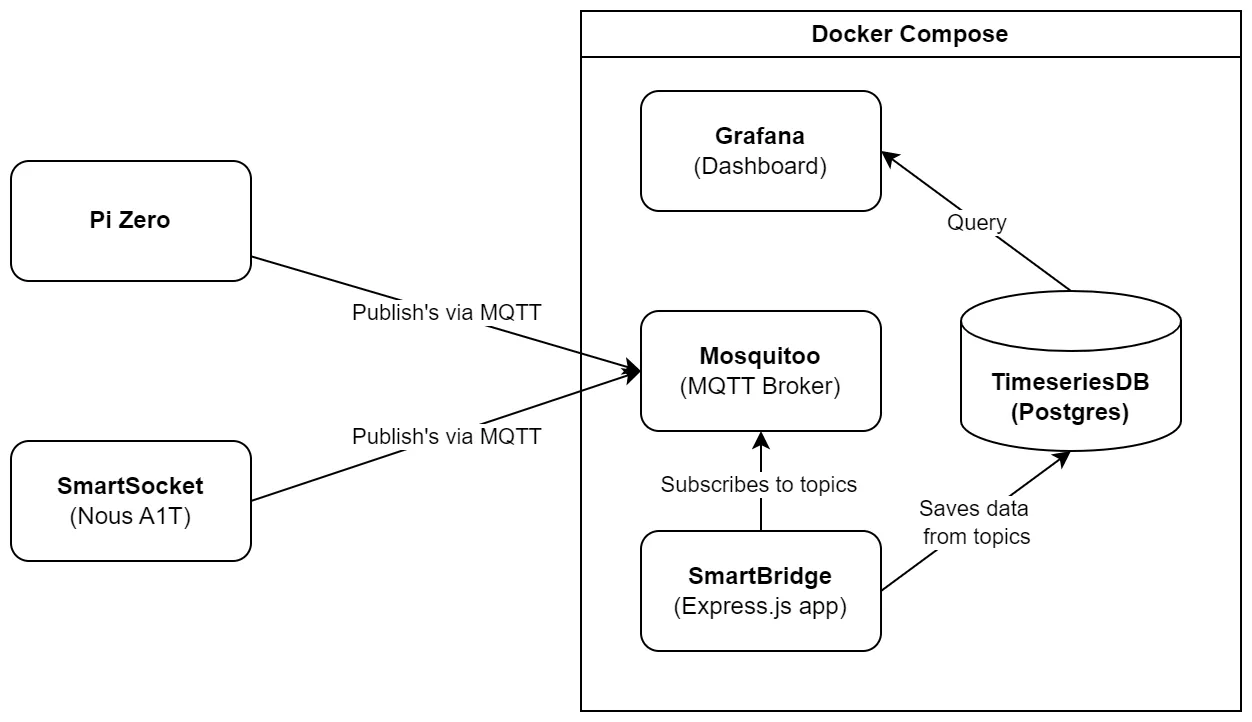 Docker Compose
Grafana
(Dashboard)
Pi Zero
Query
Publish's via MQTT
Mosquitoo
(MQTT Broker)
TimeseriesDB
(Postgres)
Publish's via MQTT
SmartSocket
(Nous A1T)
Subscribes to topics
Saves data
from topics
SmartBridge
(Express.js app)